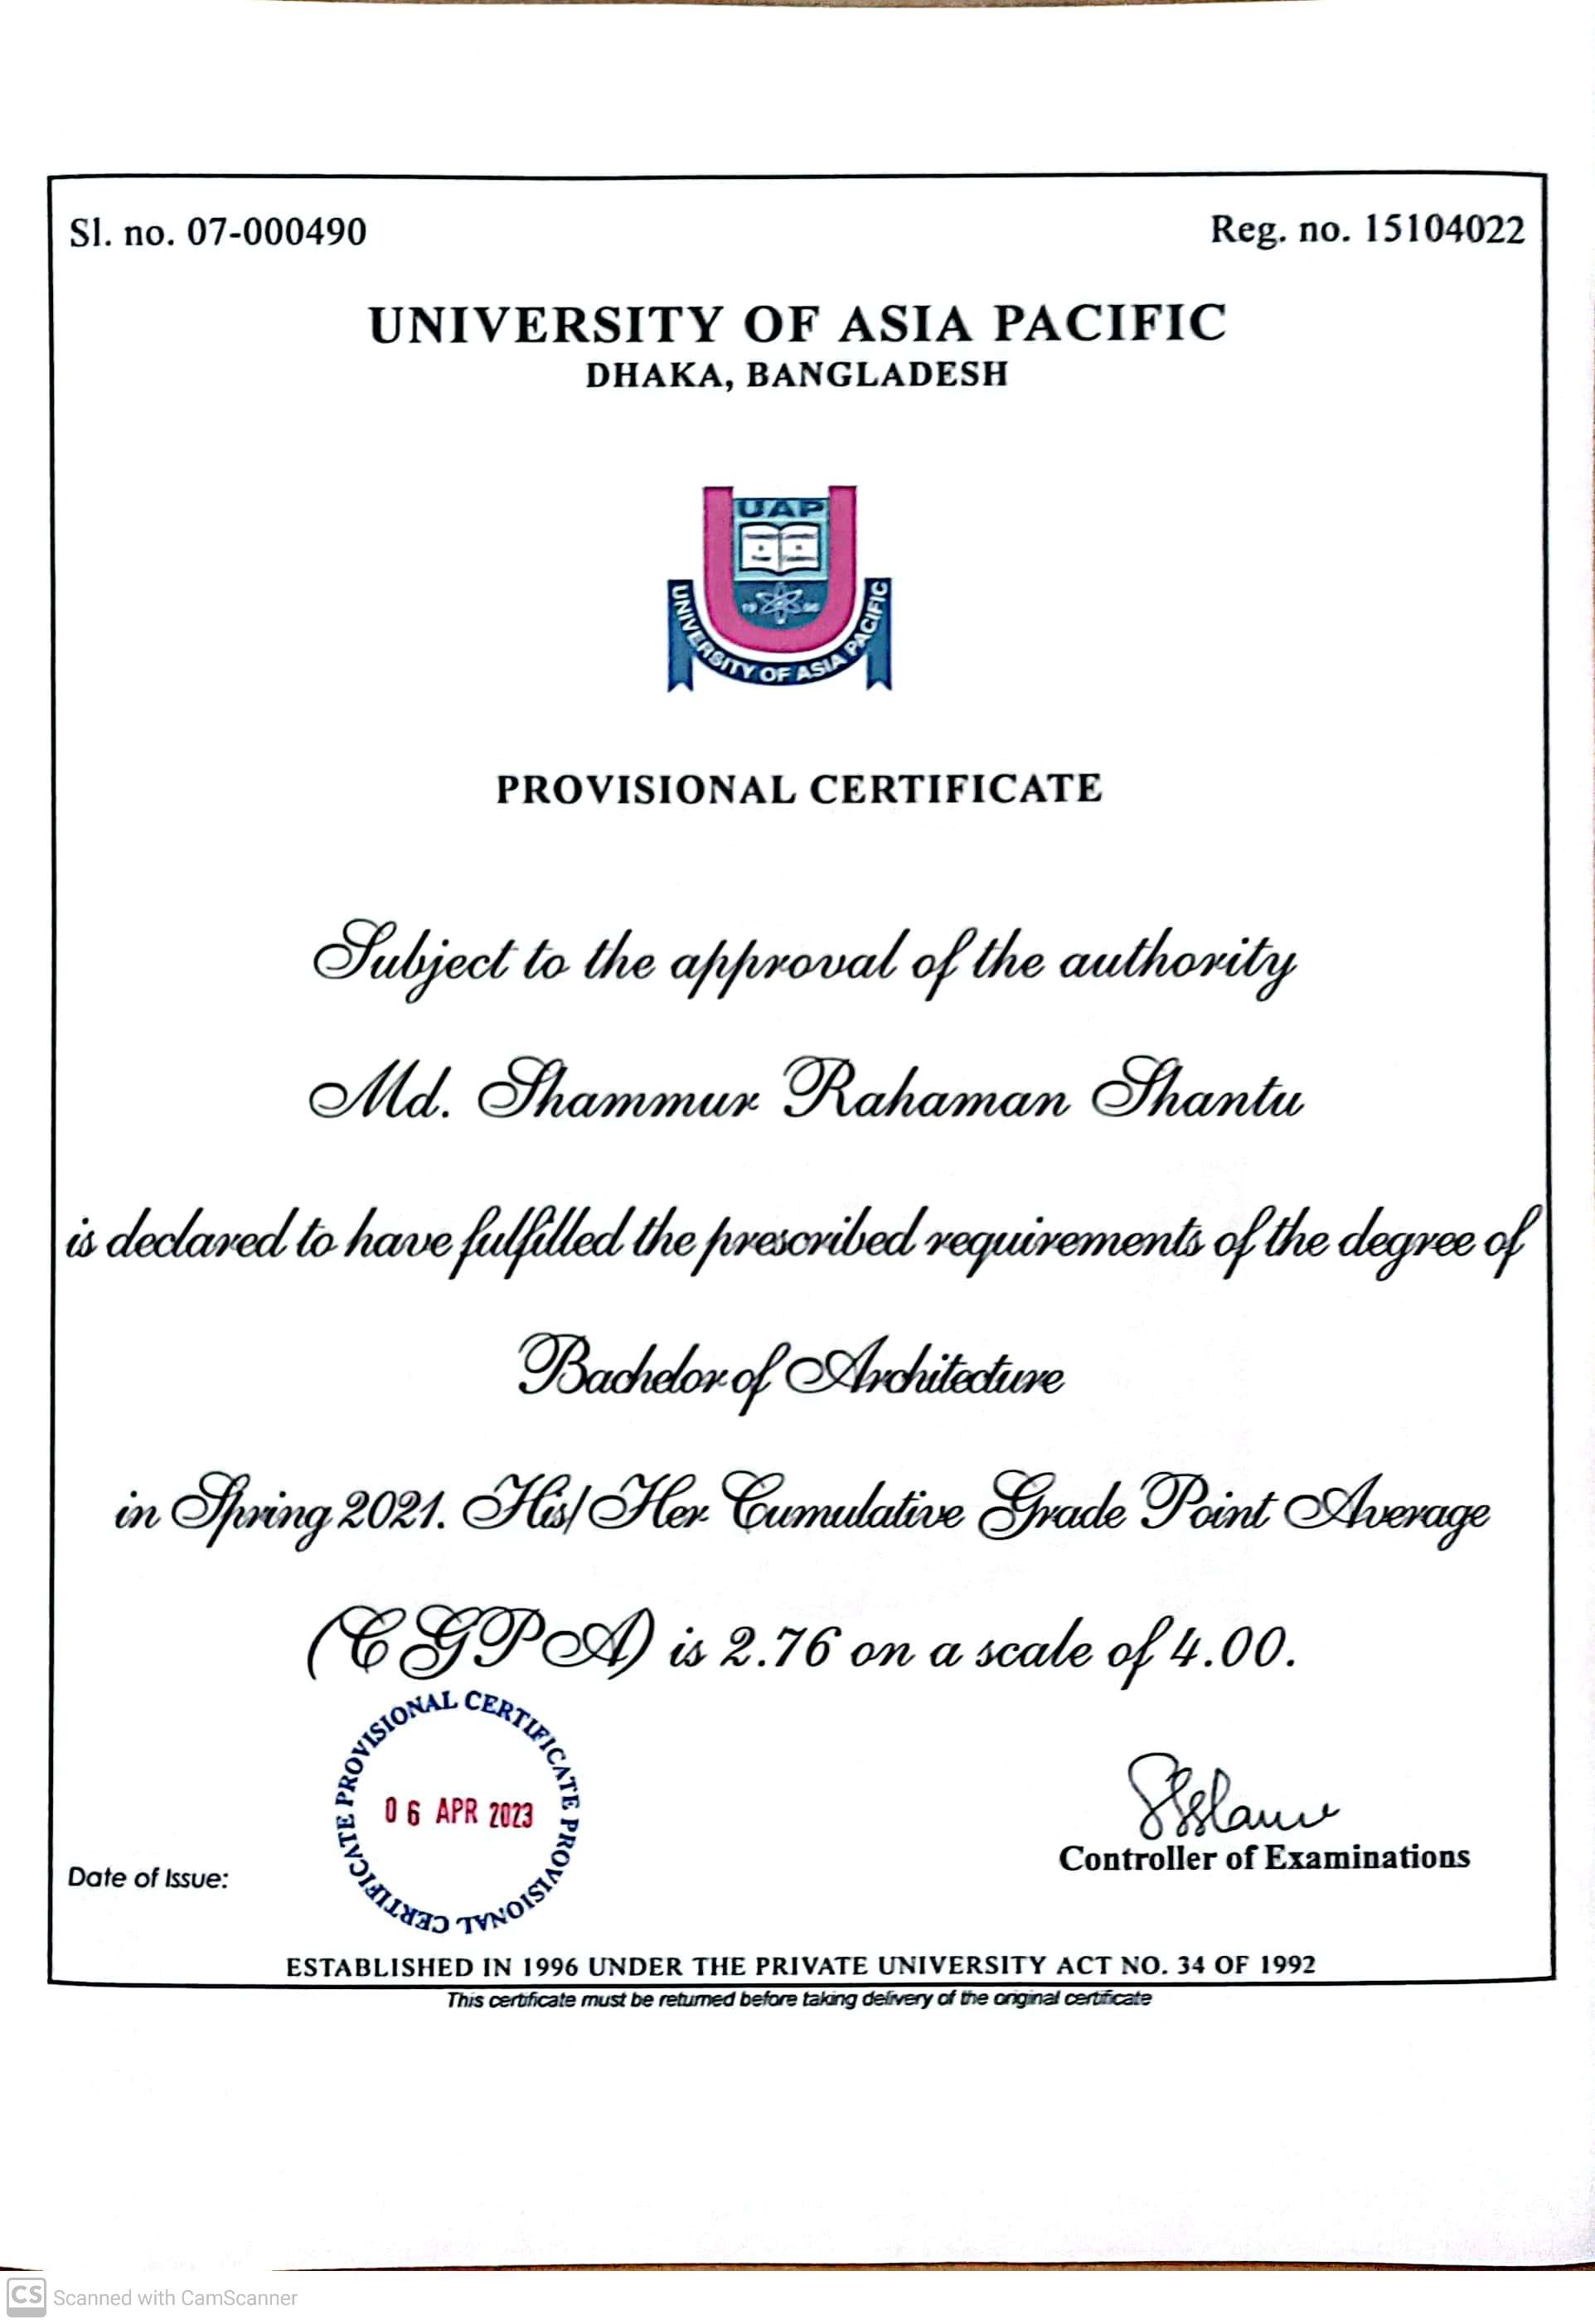 Sl. no. 07-000490
Reg. no. 15104022
UNIVERSITY OF ASIA PACIFIC
DHAKA, BANGLADESH
UAP
UNIVERSITY OF ASIA PACIFIC
PROVISIONAL CERTIFICATE
Subject to the approval of the authority
Md. Shammur Rahaman Shantu
is declared to have fulfilled the prescribed requirements of the degree of
Bachelor of Architecture
in Spring 2021. His/Her Cumulative Grade Point Average
(CGPA) is 2.76 on a scale of 4.00.
PROVISIONAL CERTIFICATE PROVISIONAL CERTIFICATE
06 APR 2023
Controller of Examinations
Date of Issue:
ESTABLISHED IN 1996 UNDER THE PRIVATE UNIVERSITY ACT NO. 34 OF 1992
This certificate must be returned before taking delivery of the original certificate
CS Scanned with CamScanner